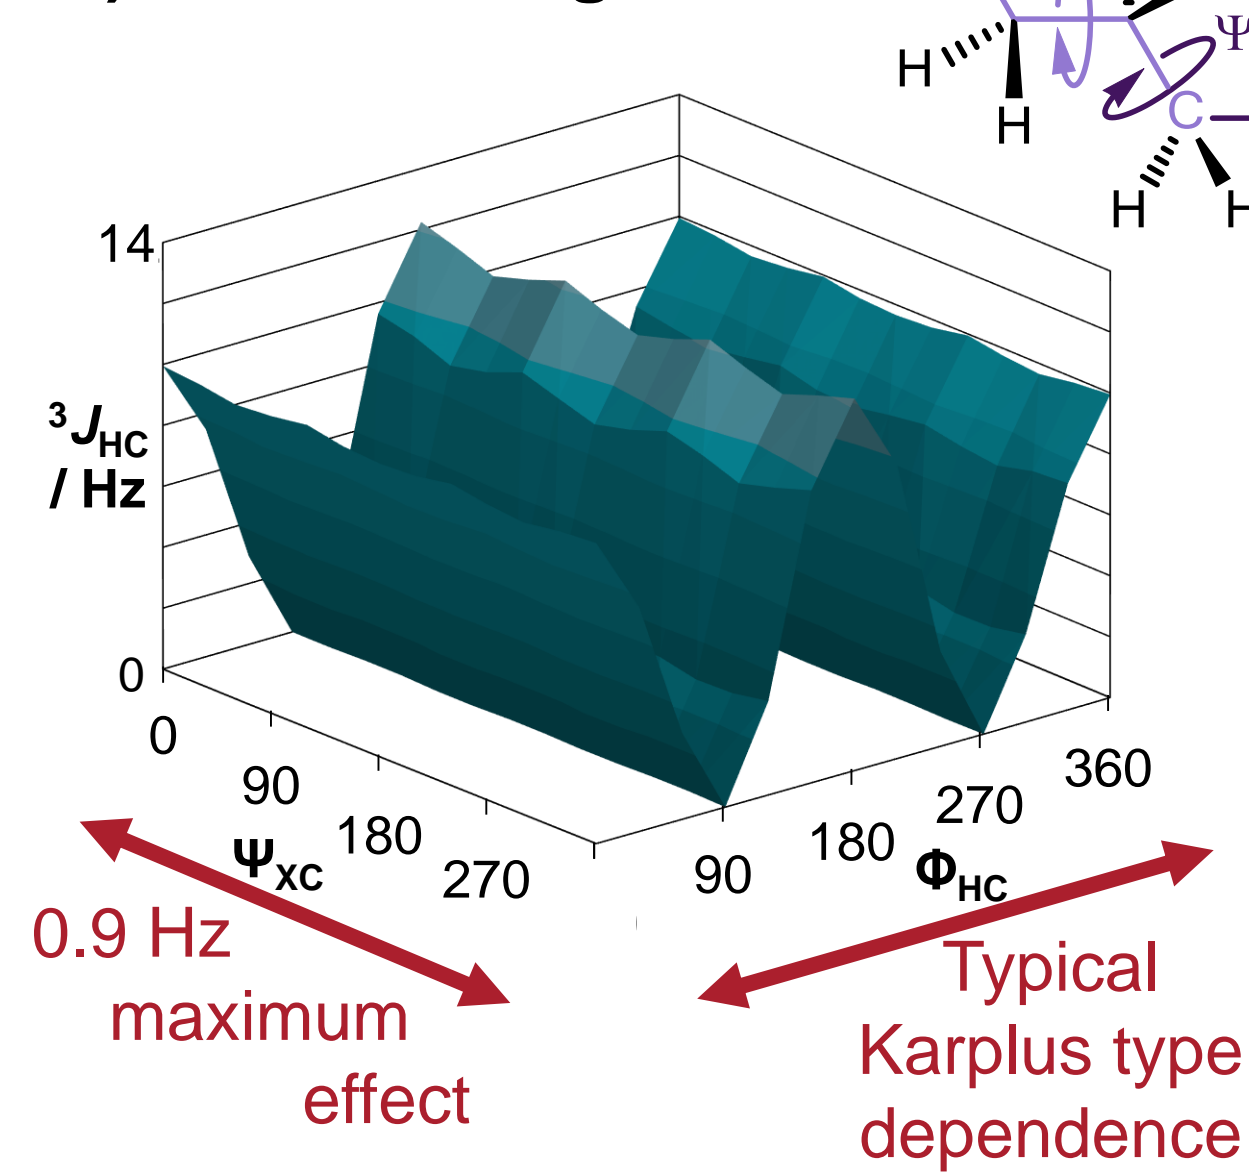 Ψ
H
C
H
H
H
14
³J_HC
/ Hz
0
0
90
180
270
Ψ_XC
90
180
270
360
Φ_HC
0.9 Hz
maximum
effect
Typical
Karplus type
dependence